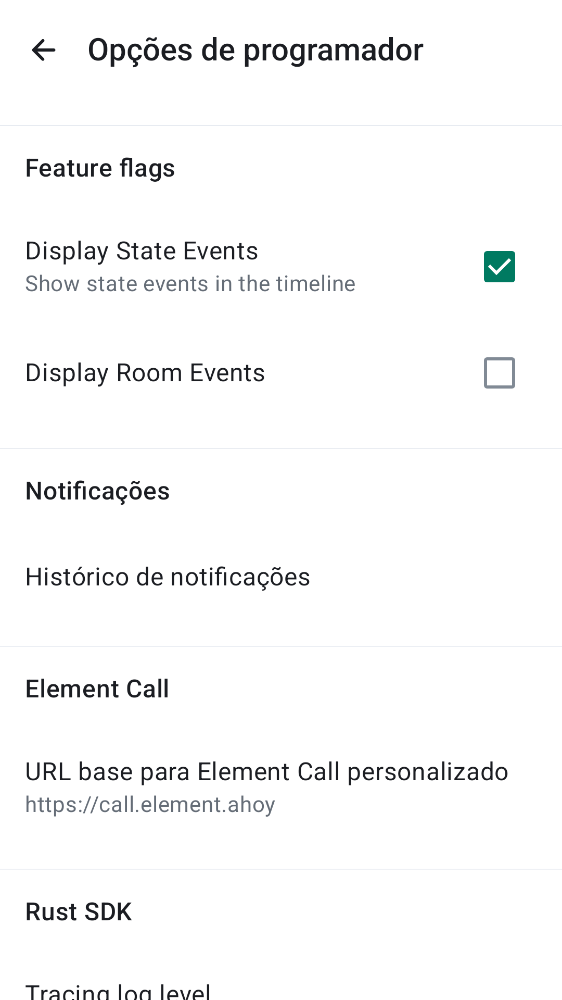 Opções de programador
Feature flags
Display State Events
Show state events in the timeline
Display Room Events
Notificações
Histórico de notificações
Element Call
URL base para Element Call personalizado
https://call.element.ahoy
Rust SDK
Tracing log level